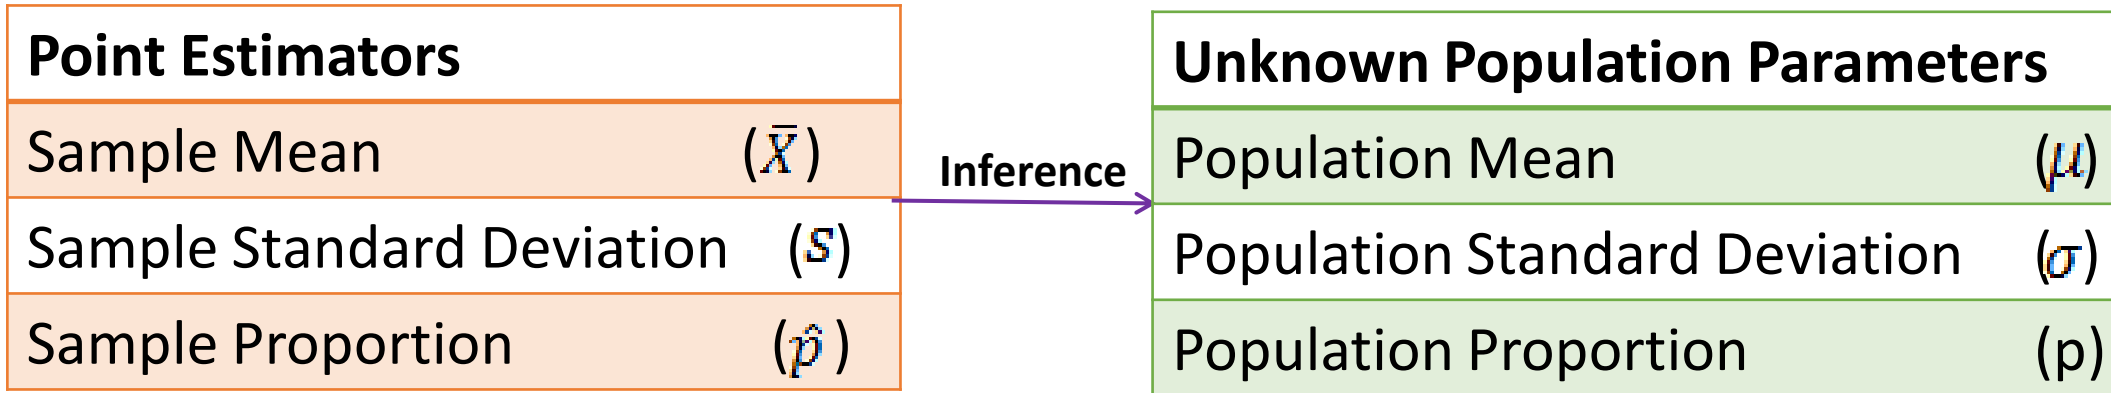 Point Estimators
Sample Mean (X̄)
Sample Standard Deviation (S)
Sample Proportion (p̂)
Inference
Unknown Population Parameters
Population Mean (μ)
Population Standard Deviation (σ)
Population Proportion (p)